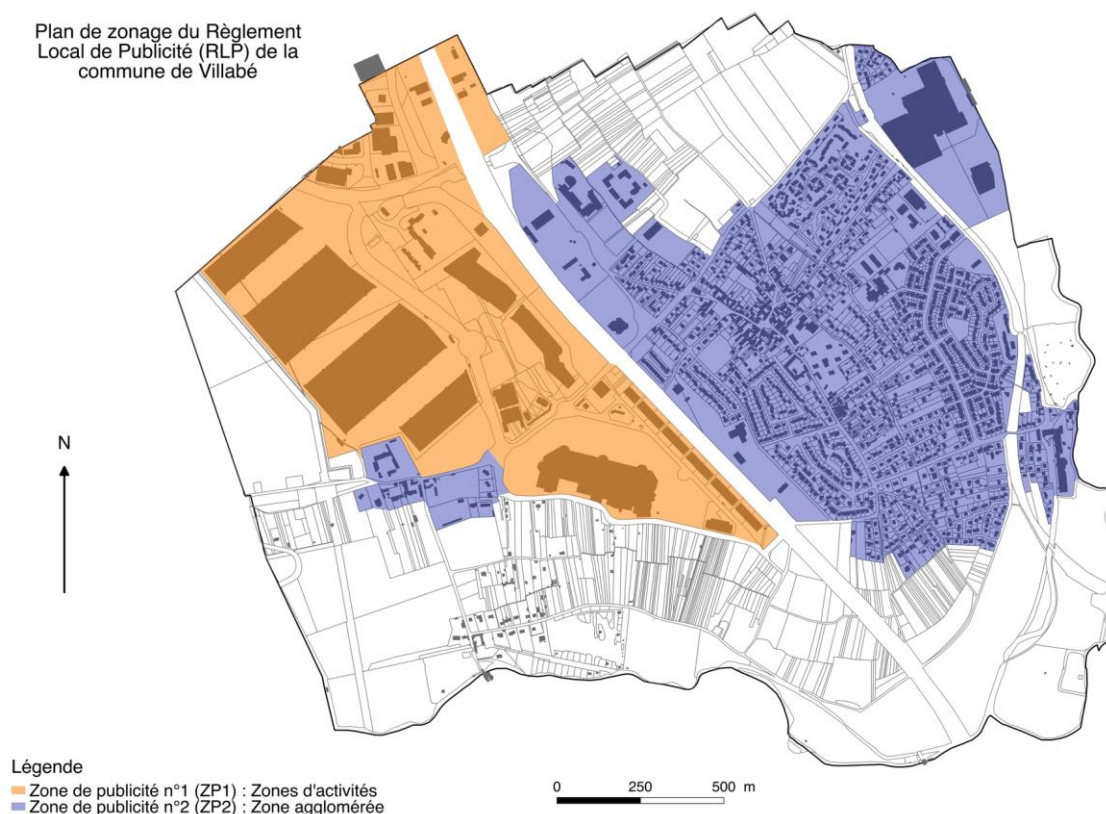 Plan de zonage du Règlement
Local de Publicité (RLP) de la
commune de Villabé
N
Légende
Zone de publicité n°1 (ZP1) : Zones d'activités
Zone de publicité n°2 (ZP2) : Zone agglomérée
0 250 500 m